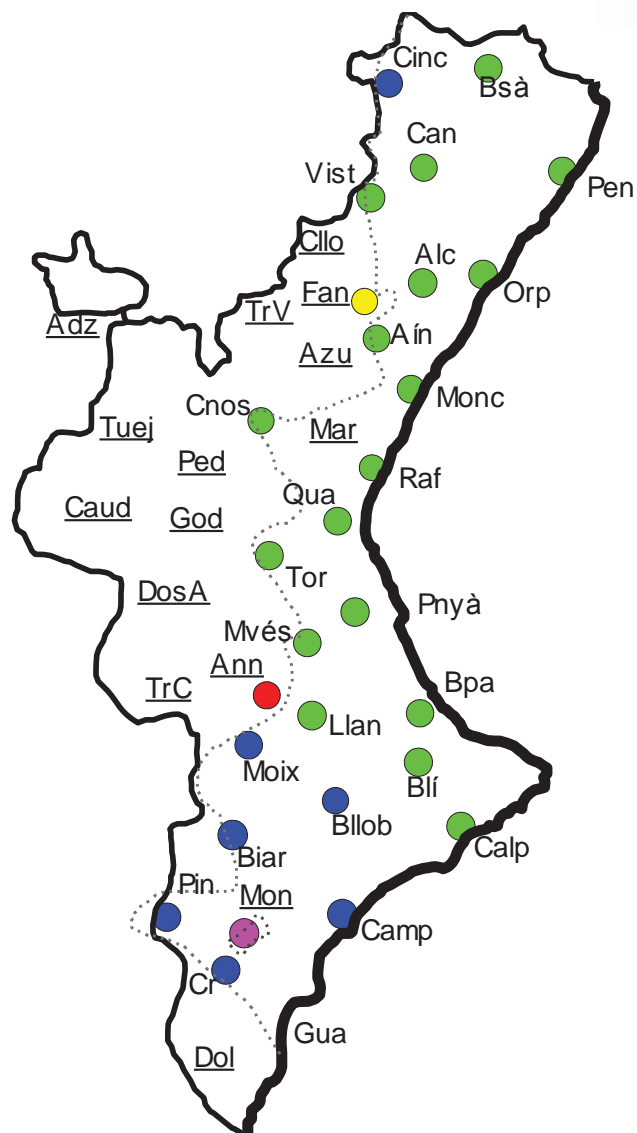 Cinc
Bsà
Can
Vist
Pen
Cllo
Alc
Fan
Orp
TrV
Adz
Azu
Aín
Monc
Cnos
Tuej
Mar
Ped
Raf
Qua
Caud
God
Tor
DosA
Pnyà
Mvés
Ann
TrC
Bpa
Llan
Moix
Blí
Bllob
Calp
Biar
Pin
Mon
Camp
Cr
Gua
Dol